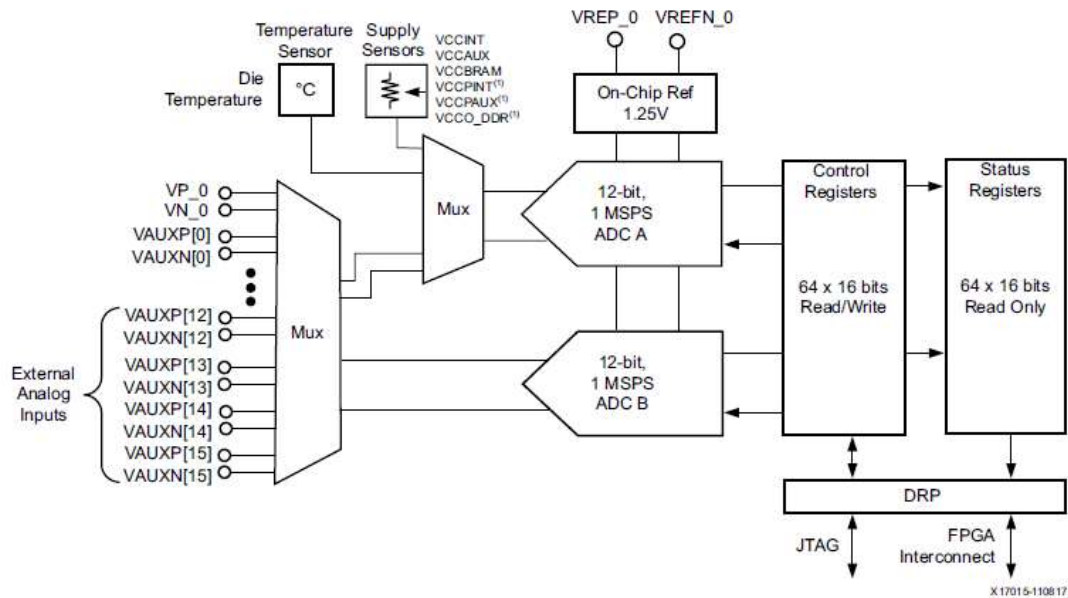 VREP_0 VREFN_0
Temperature
Sensor
Supply
Sensors
VCCINT
VCCAUX
VCCBRAM
VCCPINT(1)
VCCPAUX(1)
VCCO_DDR(1)
Die
Temperature
°C
On-Chip Ref
1.25V
VP_0
VN_0
VAUXP[0]
VAUXN[0]
VAUXP[12]
VAUXN[12]
VAUXP[13]
VAUXN[13]
VAUXP[14]
VAUXN[14]
VAUXP[15]
VAUXN[15]
External
Analog
Inputs
Mux
Mux
12-bit,
1 MSPS
ADC A
12-bit,
1 MSPS
ADC B
Control
Registers
64 x 16 bits
Read/Write
Status
Registers
64 x 16 bits
Read Only
DRP
JTAG
FPGA
Interconnect
X17015-110817